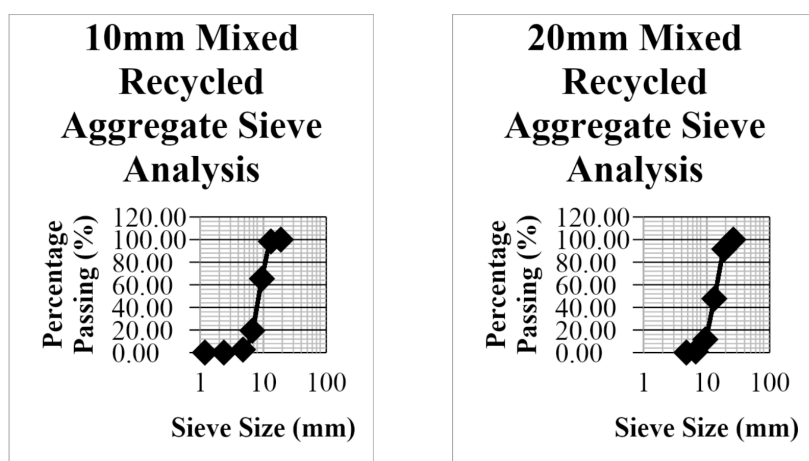 10mm Mixed
Recycled
Aggregate Sieve
Analysis
Percentage
Passing (%)
120.00
100.00
80.00
60.00
40.00
20.00
0.00
1 10 100
Sieve Size (mm)
20mm Mixed
Recycled
Aggregate Sieve
Analysis
Percentage
Passing (%)
120.00
100.00
80.00
60.00
40.00
20.00
0.00
1 10 100
Sieve Size (mm)